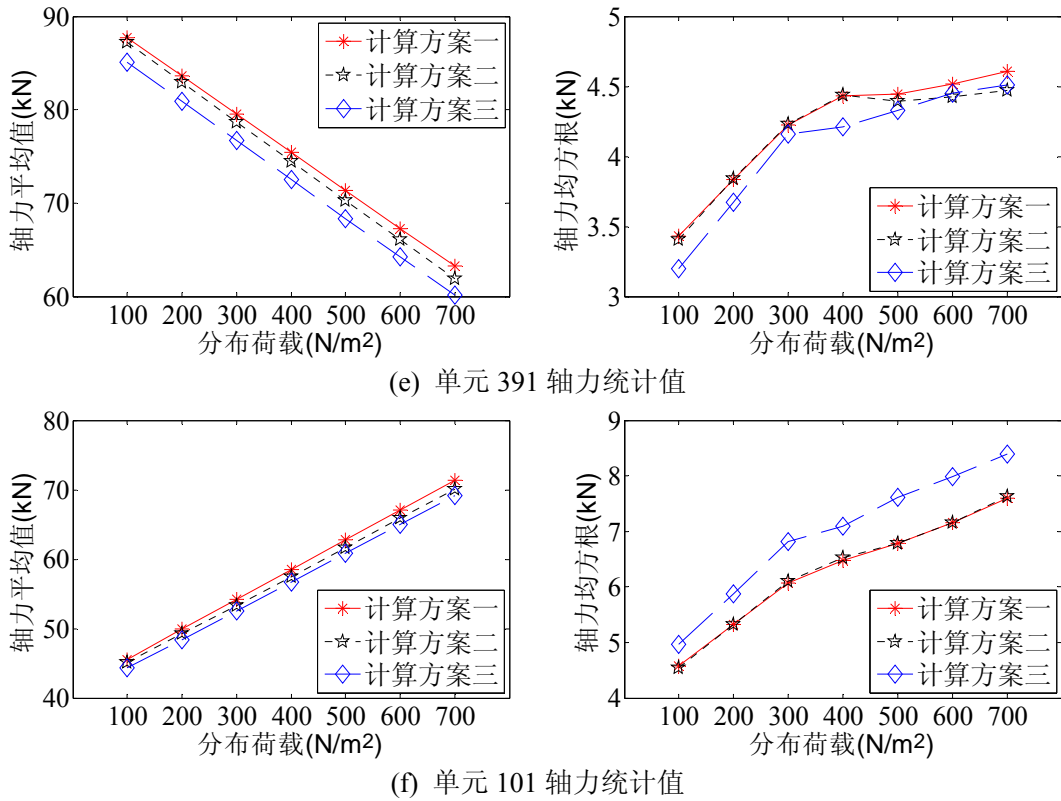 轴力平均值(kN)
90
80
70
60
100 200 300 400 500 600 700
分布荷载(N/m2)
计算方案一
计算方案二
计算方案三
轴力均方根(kN)
5
4.5
4
3.5
3
100 200 300 400 500 600 700
分布荷载(N/m2)
计算方案一
计算方案二
计算方案三
(e) 单元 391 轴力统计值
轴力平均值(kN)
80
70
60
50
40
100 200 300 400 500 600 700
分布荷载(N/m2)
计算方案一
计算方案二
计算方案三
轴力均方根(kN)
9
8
7
6
5
4
100 200 300 400 500 600 700
分布荷载(N/m2)
计算方案一
计算方案二
计算方案三
(f) 单元 101 轴力统计值